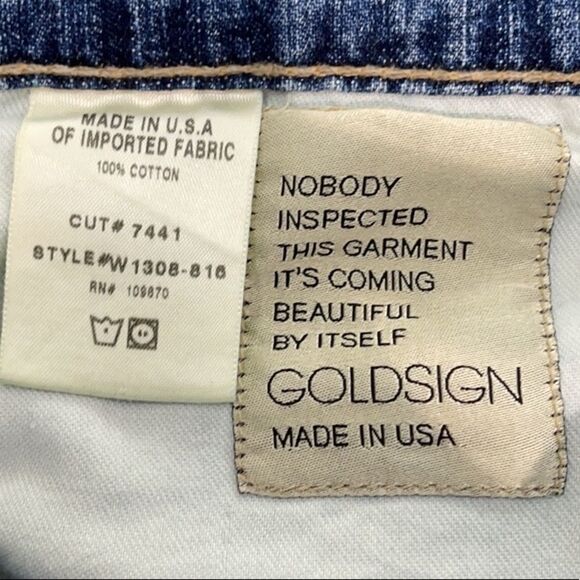 MADE IN U.S.A
OF IMPORTED FABRIC
100% COTTON
CUT# 7441
STYLE#W1308-816
RN# 109870
NOBODY
INSPECTED
THIS GARMENT
IT'S COMING
BEAUTIFUL
BY ITSELF
GOLDSIGN
MADE IN USA